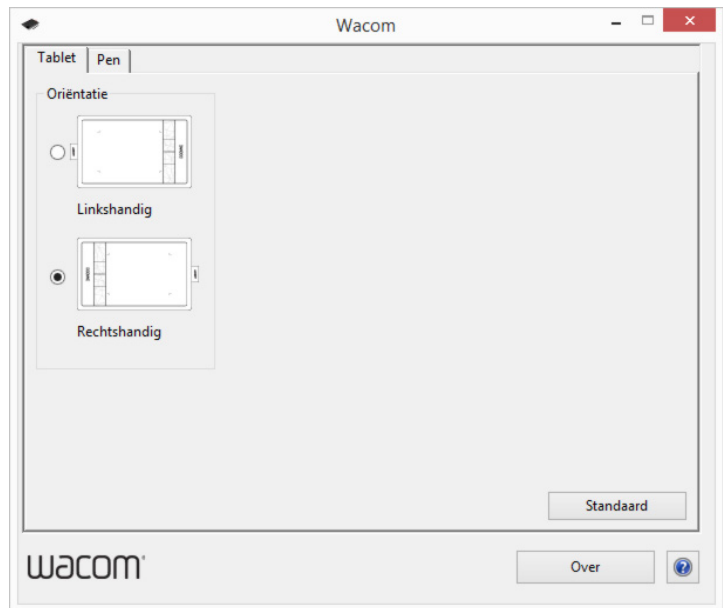 Wacom
Tablet
Pen
Oriëntatie
Linkshandig
Rechtshandig
Standaard
wacom
Over
?